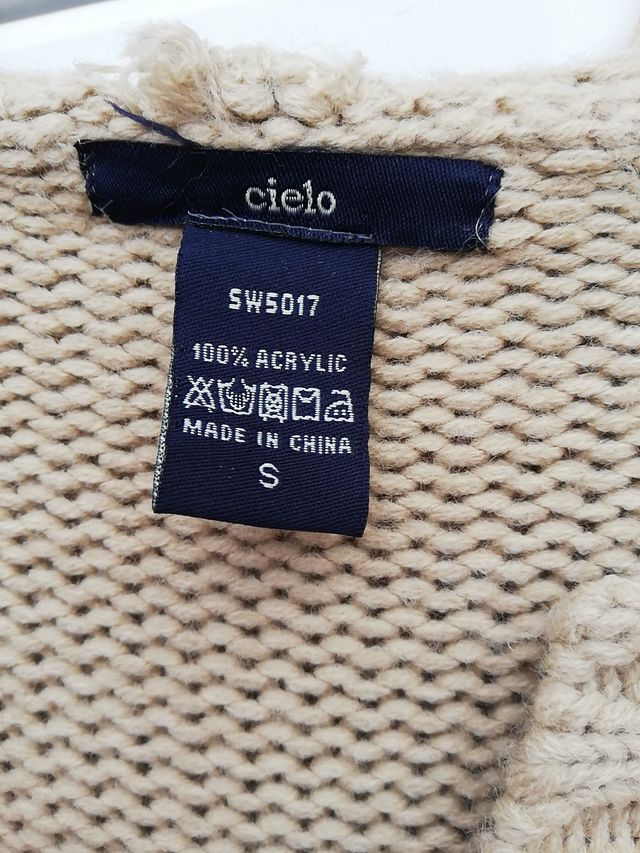 cielo
SW5017
100% ACRYLIC
MADE IN CHINA
S